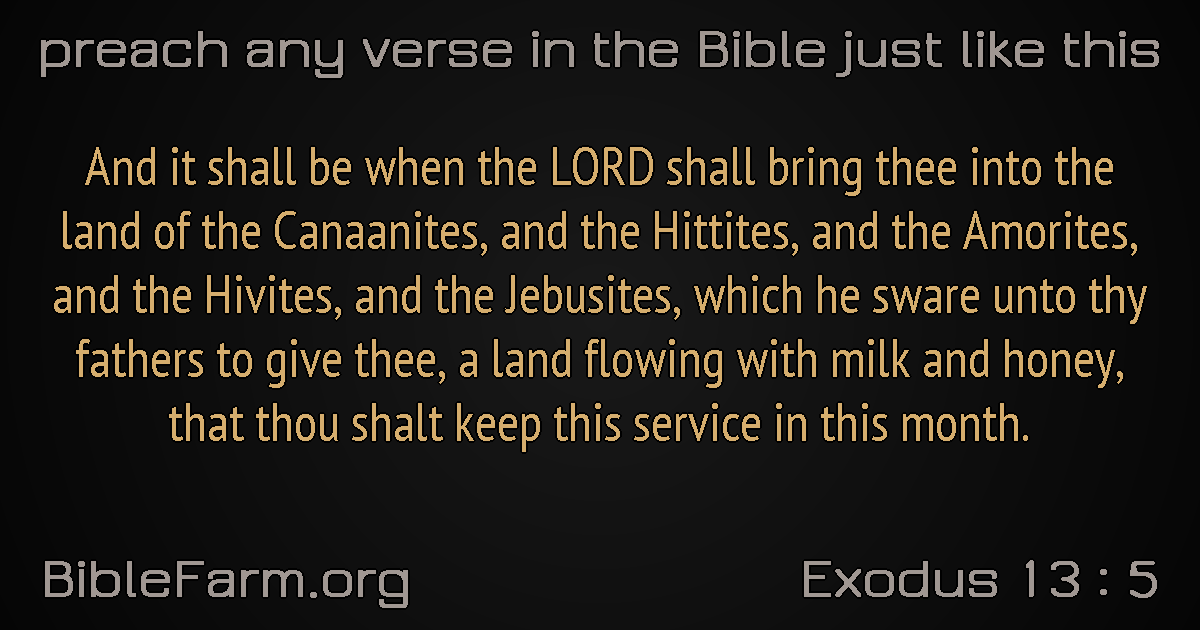 preach any verse in the Bible just like this
And it shall be when the LORD shall bring thee into the
land of the Canaanites, and the Hittites, and the Amorites,
and the Hivites, and the Jebusites, which he sware unto thy
fathers to give thee, a land flowing with milk and honey,
that thou shalt keep this service in this month.
BibleFarm.org
Exodus 13 : 5